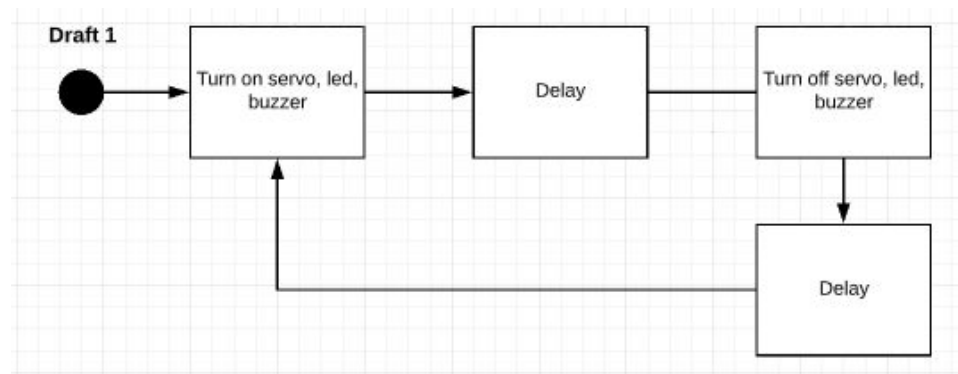 Draft 1
Turn on servo, led,
buzzer
Delay
Turn off servo, led,
buzzer
Delay